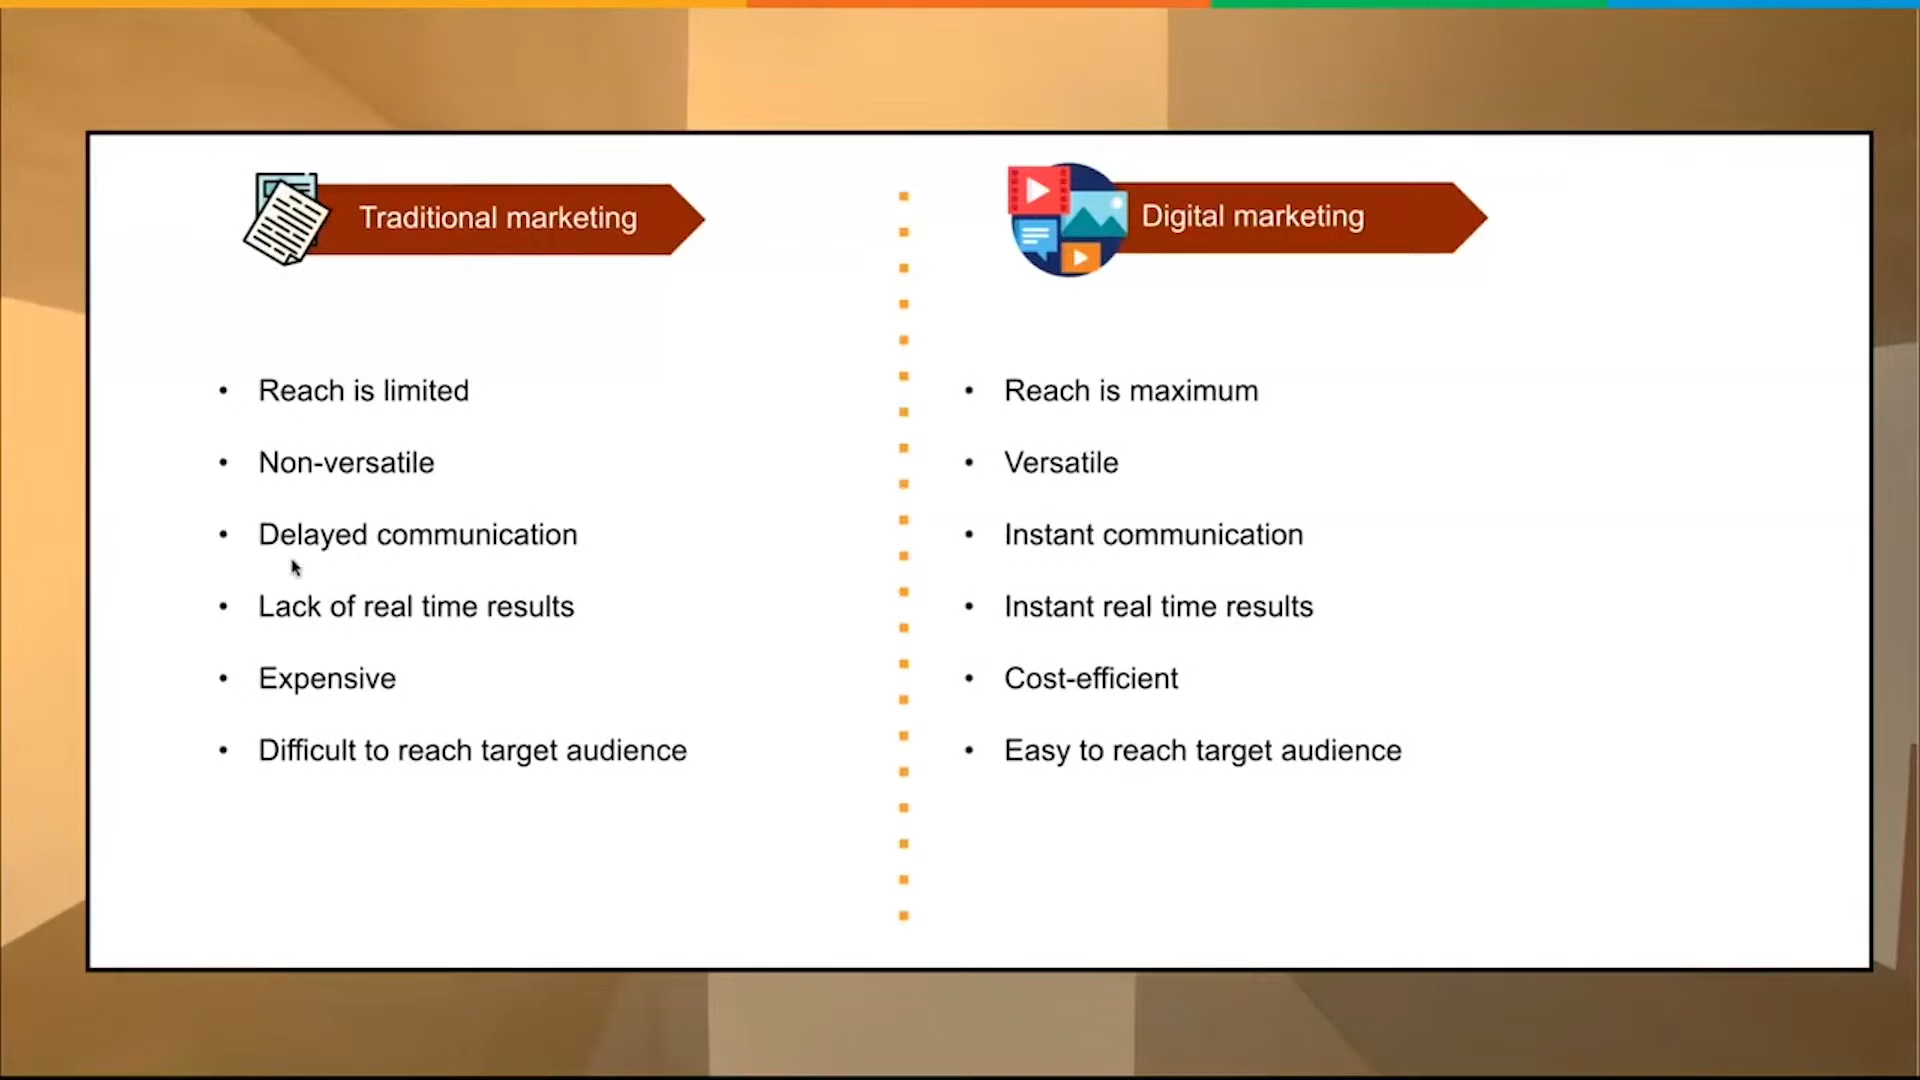 Traditional marketing
Reach is limited
Non-versatile
Delayed communication
Lack of real time results
Expensive
Difficult to reach target audience
Digital marketing
Reach is maximum
Versatile
Instant communication
Instant real time results
Cost-efficient
Easy to reach target audience